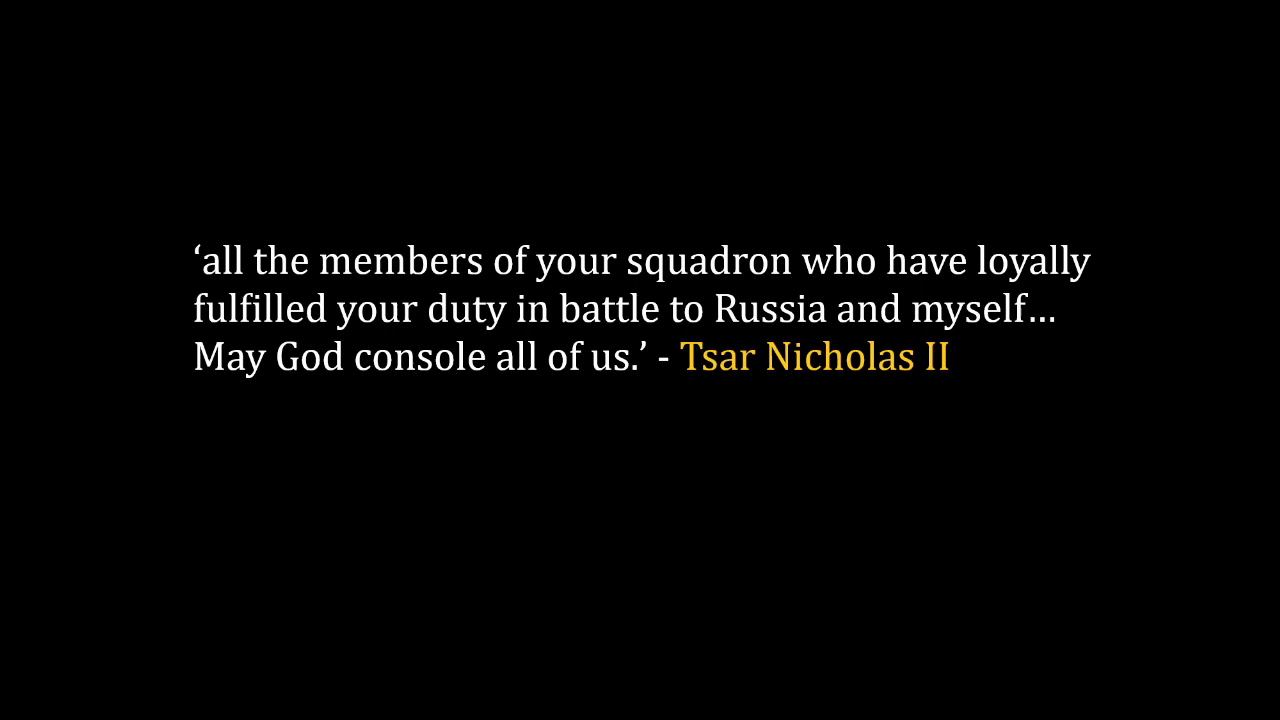 ‘all the members of your squadron who have loyally
fulfilled your duty in battle to Russia and myself…
May God console all of us.’ - Tsar Nicholas II